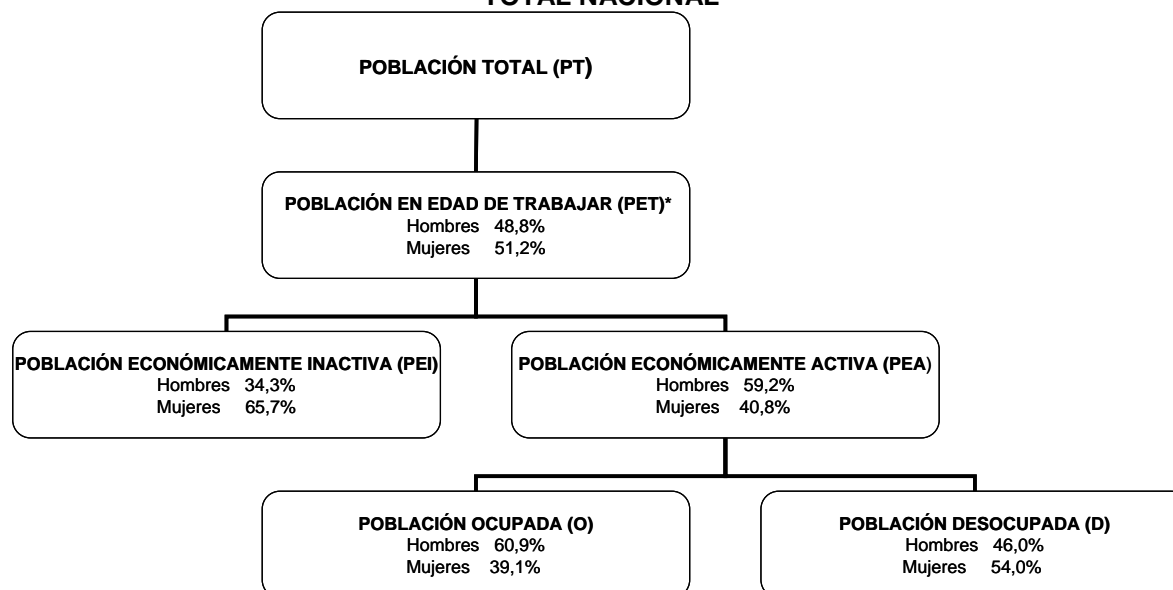 TOTAL NACIONAL
POBLACIÓN TOTAL (PT)
POBLACIÓN EN EDAD DE TRABAJAR (PET)*
Hombres 48,8%
Mujeres 51,2%
POBLACIÓN ECONÓMICAMENTE INACTIVA (PEI)
Hombres 34,3%
Mujeres 65,7%
POBLACIÓN ECONÓMICAMENTE ACTIVA (PEA)
Hombres 59,2%
Mujeres 40,8%
POBLACIÓN OCUPADA (O)
Hombres 60,9%
Mujeres 39,1%
POBLACIÓN DESOCUPADA (D)
Hombres 46,0%
Mujeres 54,0%